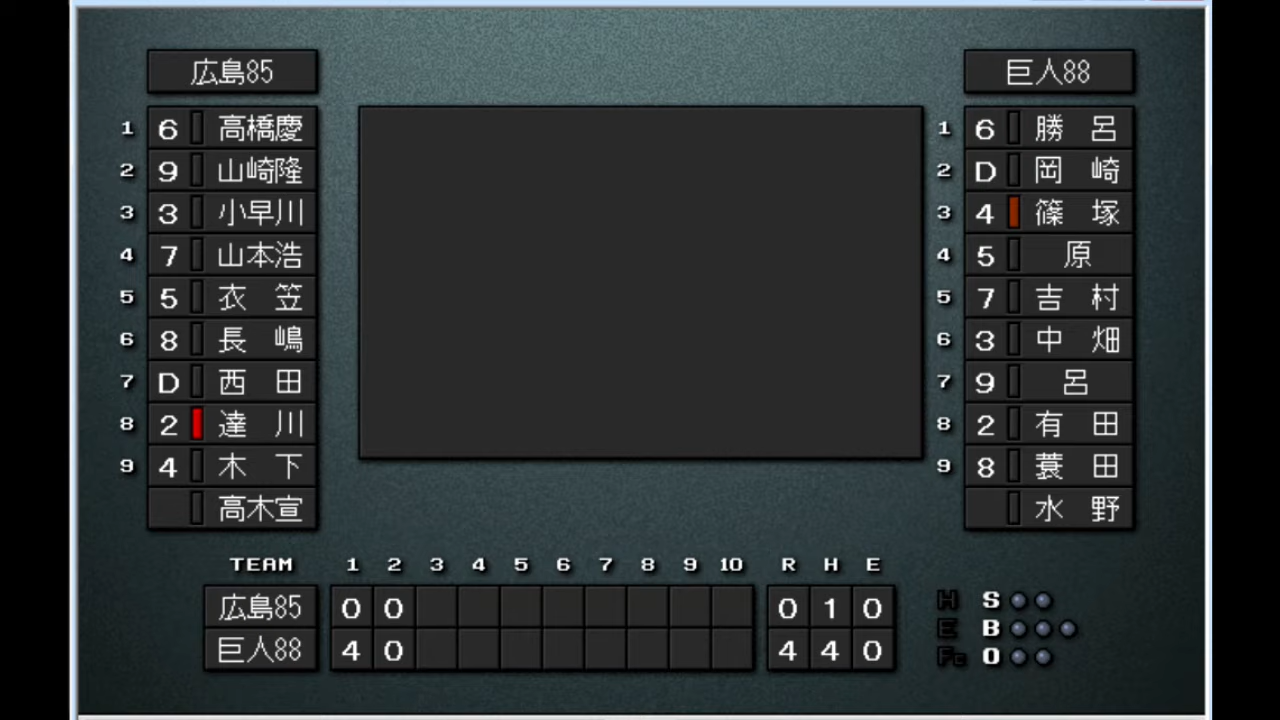 広島85
1 6 高橋慶
2 9 山崎隆
3 3 小早川
4 7 山本浩
5 5 衣笠
6 8 長嶋
7 D 西田
8 2 達川
9 4 木下
高木宣
巨人88
1 6 勝呂
2 D 岡崎
3 4 篠塚
4 5 原
5 7 吉村
6 3 中畑
7 9 呂
8 2 有田
9 8 蓑田
水野
TEAM 1 2 3 4 5 6 7 8 9 10 R H E
広島85 0 0 0 1 0
巨人88 4 0 4 4 0
H S
E B
Fc O